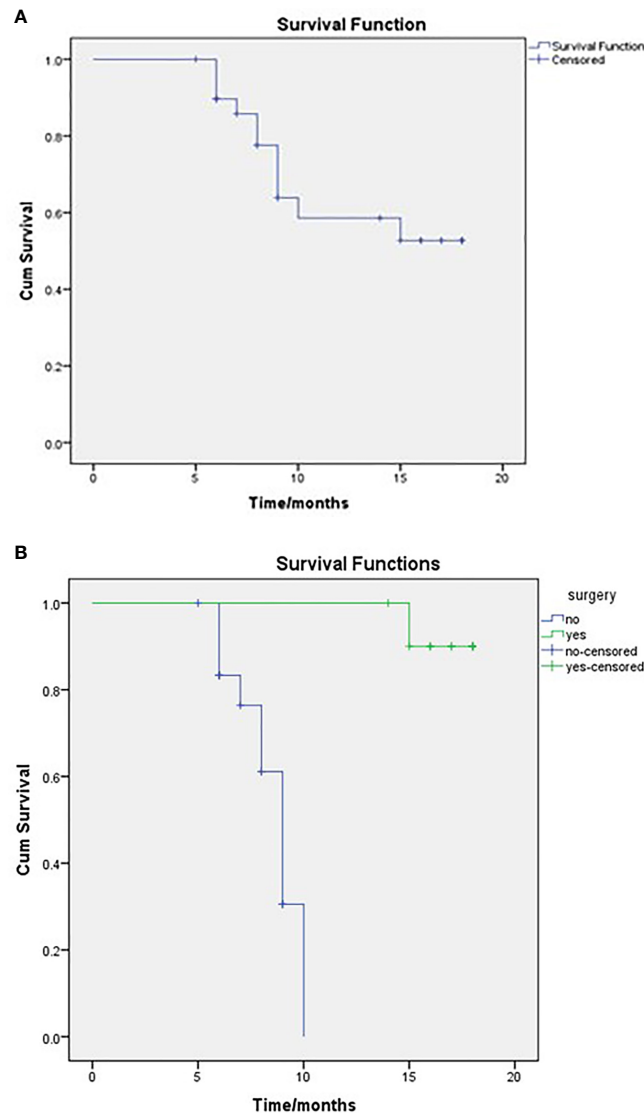 A
Survival Function
Survival Function
Censored
1.0
0.8
0.6
0.4
0.2
0.0
Cum Survival
0 5 10 15 20
Time/months
B
Survival Functions
surgery
no
yes
no-censored
yes-censored
1.0
0.8
0.6
0.4
0.2
0.0
Cum Survival
0 5 10 15 20
Time/months